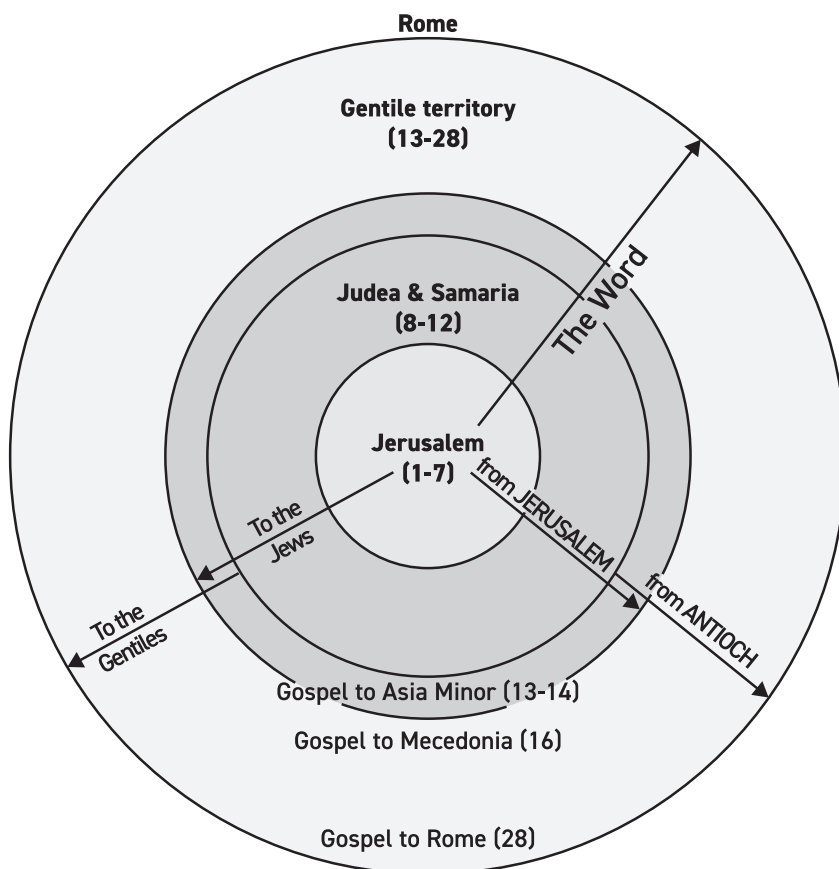 Rome
Gentile territory
(13-28)
The Word
Judea & Samaria
(8-12)
Jerusalem
(1-7)
from JERUSALEM
from ANTIOCH
To the
Jews
To the
Gentiles
Gospel to Asia Minor (13-14)
Gospel to Mecedonia (16)
Gospel to Rome (28)